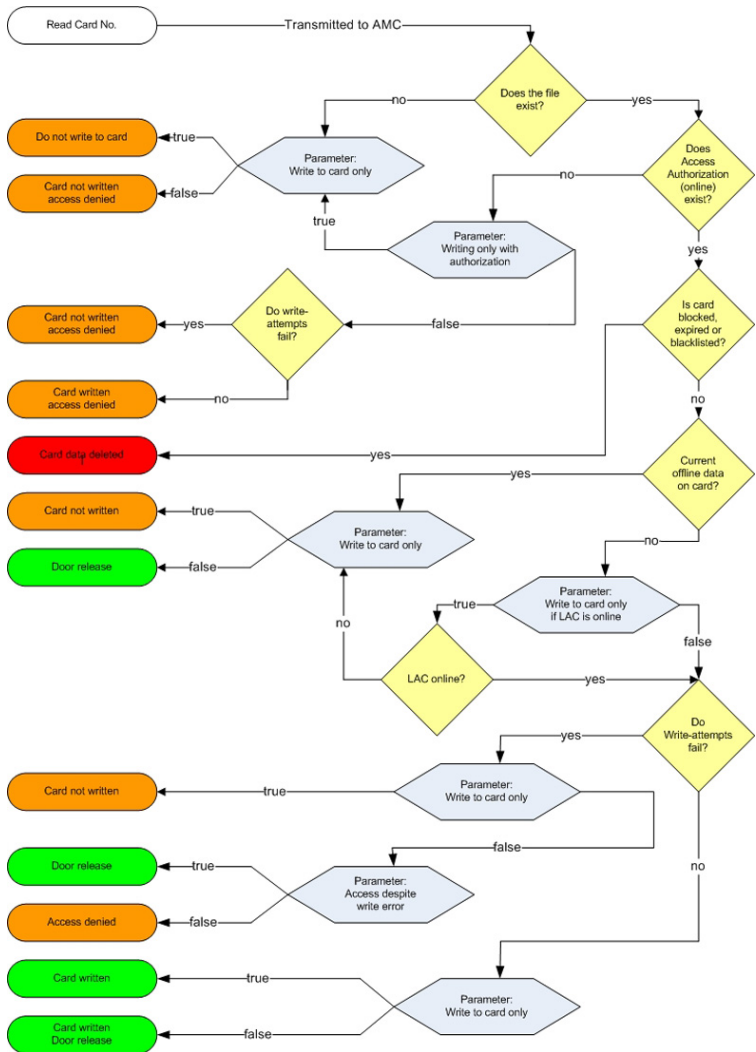 Read Card No.
Transmitted to AMC
Does the file
exist?
no
yes
Do not write to card
true
Parameter:
Write to card only
Does
Access
Authorization
(online)
exist?
Card not written
access denied
false
no
true
Parameter:
Writing only with
authorization
yes
Card not written
access denied
yes
Do write-
attempts
fail?
false
Is card
blocked,
expired or
blacklisted?
Card written
access denied
no
no
Card data deleted
yes
Current
offline data
on card?
yes
Card not written
true
Parameter:
Write to card only
no
Door release
false
Parameter:
Write to card only
if LAC is online
true
no
false
LAC online?
yes
Do
Write-attempts
fail?
yes
Card not written
true
Parameter:
Write to card only
false
no
Door release
true
Parameter:
Access despite
write error
Access denied
false
Card written
true
Parameter:
Write to card only
Card written
Door release
false